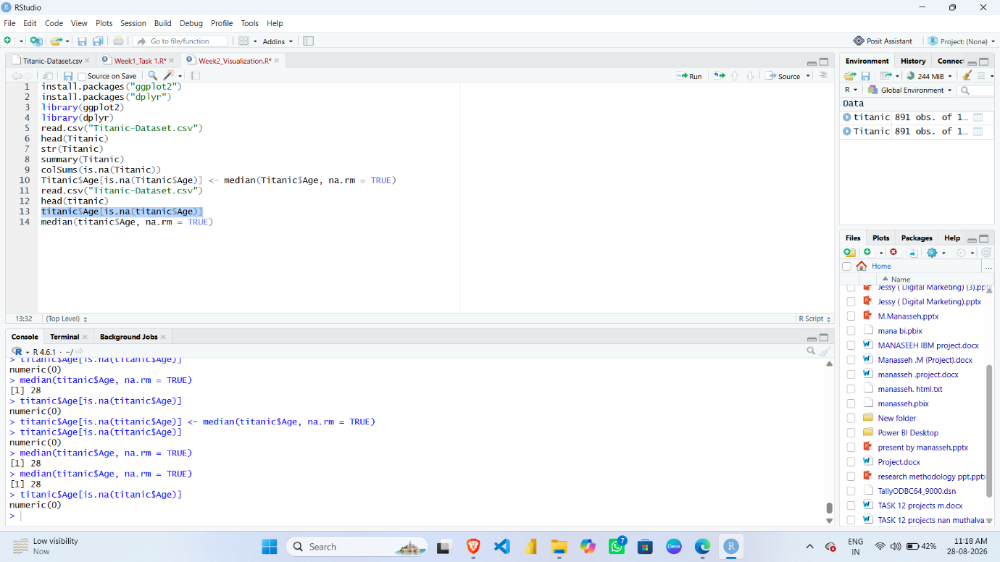 RStudio
File Edit Code View Plots Session Build Debug Profile Tools Help
Go to file/function Addins Posit Assistant Project: (None)
Titanic-Dataset.csv Week1_Task 1.R* Week2_Visualization.R*
Source on Save Run Source
1 install.packages("ggplot2")
2 install.packages("dplyr")
3 library(ggplot2)
4 library(dplyr)
5 read.csv("Titanic-Dataset.csv")
6 head(Titanic)
7 str(Titanic)
8 summary(Titanic)
9 colSums(is.na(Titanic))
10 Titanic$Age[is.na(Titanic$Age)] <- median(Titanic$Age, na.rm = TRUE)
11 read.csv("Titanic-Dataset.csv")
12 head(titanic)
13 titanic$Age[is.na(titanic$Age)]
14 median(titanic$Age, na.rm = TRUE)
13:32 (Top Level) R Script
Console Terminal Background Jobs
R 4.6.1 · ~/
> titanic$Age[is.na(titanic$Age)]
numeric(0)
> median(titanic$Age, na.rm = TRUE)
[1] 28
> titanic$Age[is.na(titanic$Age)]
numeric(0)
> titanic$Age[is.na(titanic$Age)] <- median(titanic$Age, na.rm = TRUE)
> titanic$Age[is.na(titanic$Age)]
numeric(0)
> median(titanic$Age, na.rm = TRUE)
[1] 28
> median(titanic$Age, na.rm = TRUE)
[1] 28
> titanic$Age[is.na(titanic$Age)]
numeric(0)
>
Environment History Connect
244 MiB
R Global Environment
Data
titanic 891 obs. of 1…
Titanic 891 obs. of 1…
Files Plots Packages Help
Home ...
Name
Jessy ( Digital Marketing) (3).pptx
Jessy ( Digital Marketing).pptx
M.Manasseh.pptx
mana bi.pbix
MANASEEH IBM project.docx
Manasseh .M (Project).docx
manasseh .project.docx
manasseh. html.txt
manasseh.pbix
New folder
Power BI Desktop
present by manasseh.pptx
Project.docx
research methodology ppt.pptx
TallyODBC64_9000.dsn
TASK 12 projects m.docx
TASK 12 projects nan muthalva
Low visibility
Now
Search
7
ENG
IN
42%
11:18 AM
28-08-2026